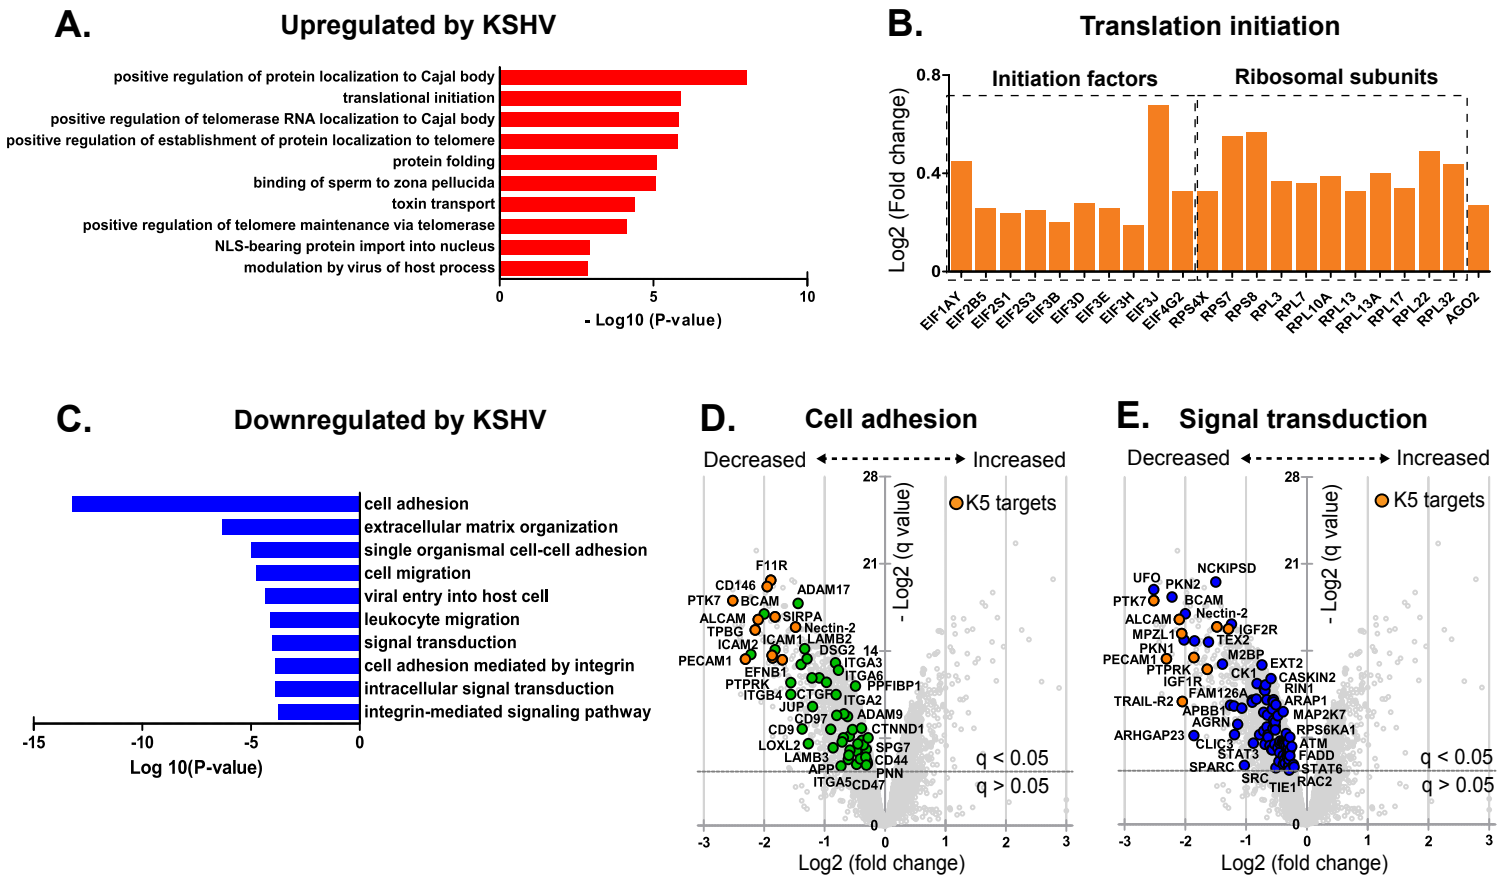 A.
Upregulated by KSHV
positive regulation of protein localization to Cajal body
translational initiation
positive regulation of telomerase RNA localization to Cajal body
positive regulation of establishment of protein localization to telomere
protein folding
binding of sperm to zona pellucida
toxin transport
positive regulation of telomere maintenance via telomerase
NLS-bearing protein import into nucleus
modulation by virus of host process
0 5 10
- Log10 (P-value)
B.
Translation initiation
Initiation factors
Ribosomal subunits
Log2 (Fold change)
0.8
0.4
0
EIF1AY
EIF2B5
EIF2S1
EIF2S3
EIF3B
EIF3D
EIF3E
EIF3H
EIF3J
EIF4G2
RPS4X
RPS7
RPS8
RPL3
RPL7
RPL10A
RPL13
RPL13A
RPL17
RPL22
RPL32
AGO2
C.
Downregulated by KSHV
cell adhesion
extracellular matrix organization
single organismal cell-cell adhesion
cell migration
viral entry into host cell
leukocyte migration
signal transduction
cell adhesion mediated by integrin
intracellular signal transduction
integrin-mediated signaling pathway
-15 -10 -5 0
Log 10(P-value)
D.
Cell adhesion
Decreased
Increased
28
21
14
0
- Log2 (q value)
K5 targets
F11R
CD146
ADAM17
PTK7
BCAM
ALCAM
SIRPA
TPBG
Nectin-2
ICAM2
ICAM1
LAMB2
DSG2
PECAM1
ITGA3
EFNB1
ITGA6
PTPRK
PPFIBP1
ITGB4
CTGF
ITGA2
JUP
ADAM9
CD97
CD9
CTNND1
LOXL2
SPG7
LAMB3
CD44
APP
PNN
ITGA5
CD47
q < 0.05
q > 0.05
-3 -2 -1 0 1 2 3
Log2 (fold change)
E.
Signal transduction
Decreased
Increased
28
21
14
0
- Log2 (q value)
K5 targets
NCKIPSD
UFO
PKN2
PTK7
BCAM
ALCAM
Nectin-2
MPZL1
IGF2R
TEX2
PKN1
M2BP
PECAM1
EXT2
PTPRK
CK1
CASKIN2
IGF1R
RIN1
FAM126A
TRAIL-R2
ARAP1
APBB1
MAP2K7
AGRN
RPS6KA1
ARHGAP23
CLIC3
ATM
STAT3
FADD
SPARC
STAT6
SRC
RAC2
TIE1
q < 0.05
q > 0.05
-3 -2 -1 0 1 2 3
Log2 (fold change)